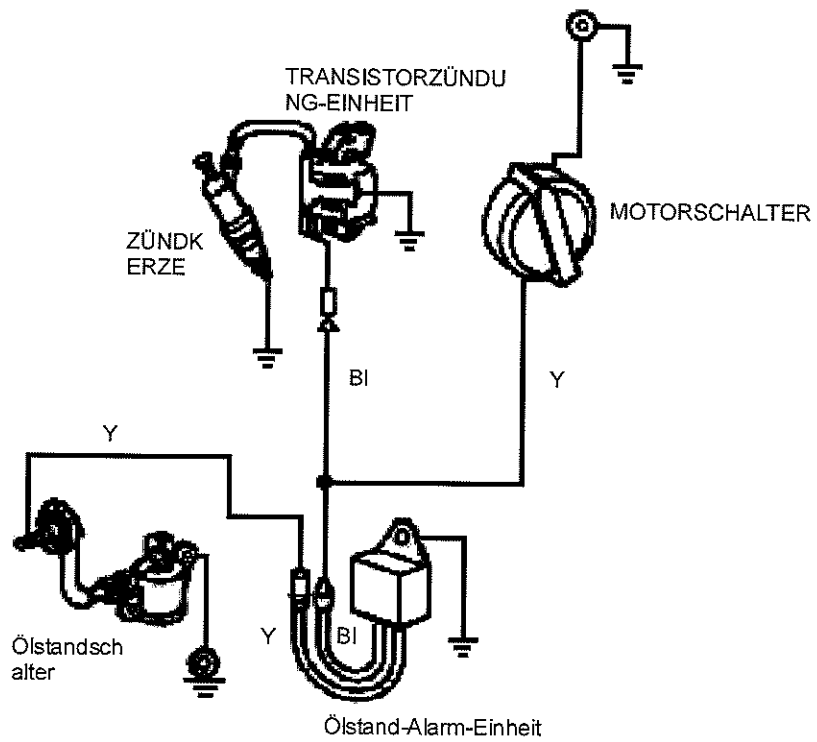 TRANSISTORZÜNDU
NG-EINHEIT
MOTORSCHALTER
ZÜNDK
ERZE
Bl
Y
Y
Y
Bl
Ölstandsch
alter
Ölstand-Alarm-Einheit